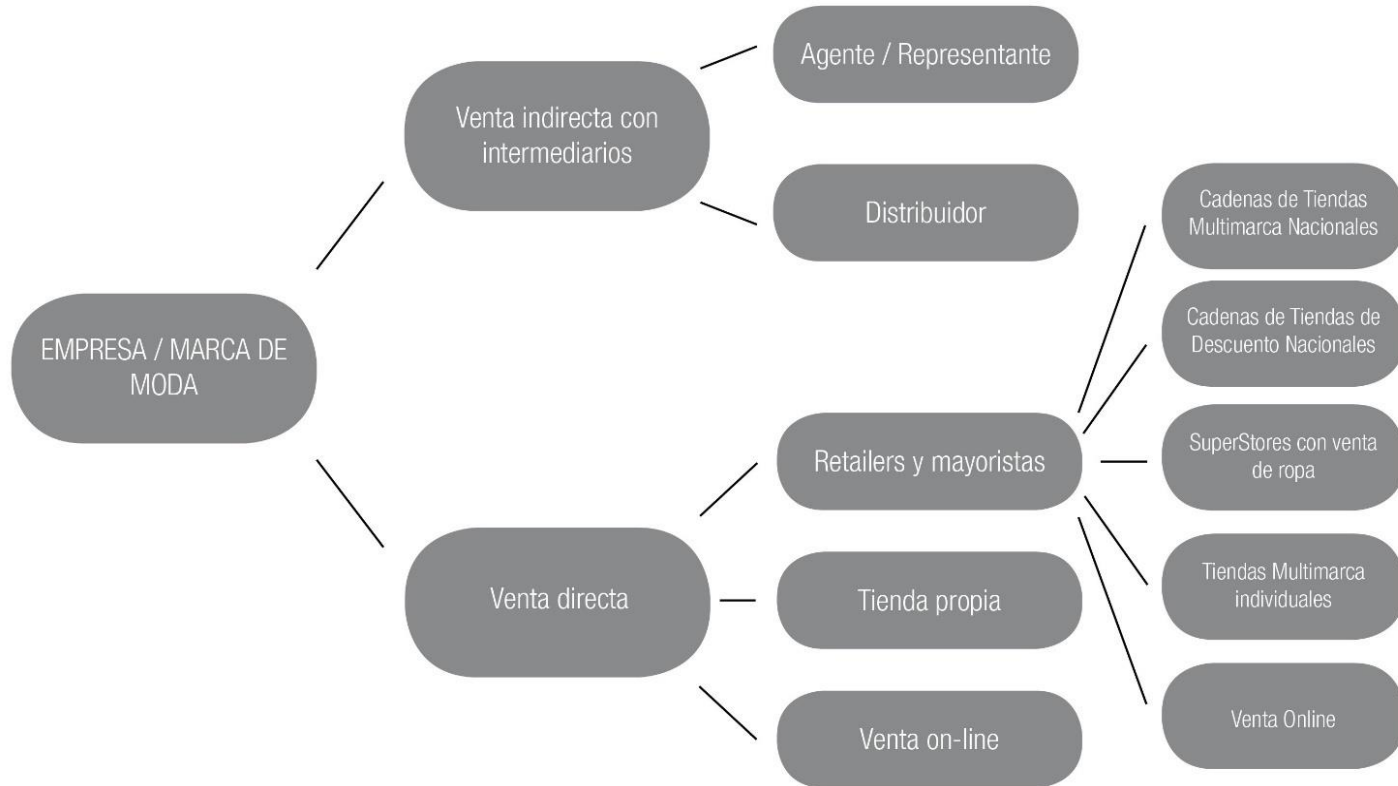 Agente / Representante
Venta indirecta con
intermediarios
Distribuidor
Cadenas de Tiendas
Multimarca Nacionales
EMPRESA / MARCA DE
MODA
Cadenas de Tiendas de
Descuento Nacionales
Retailers y mayoristas
SuperStores con venta
de ropa
Venta directa
Tienda propia
Tiendas Multimarca
individuales
Venta on-line
Venta Online